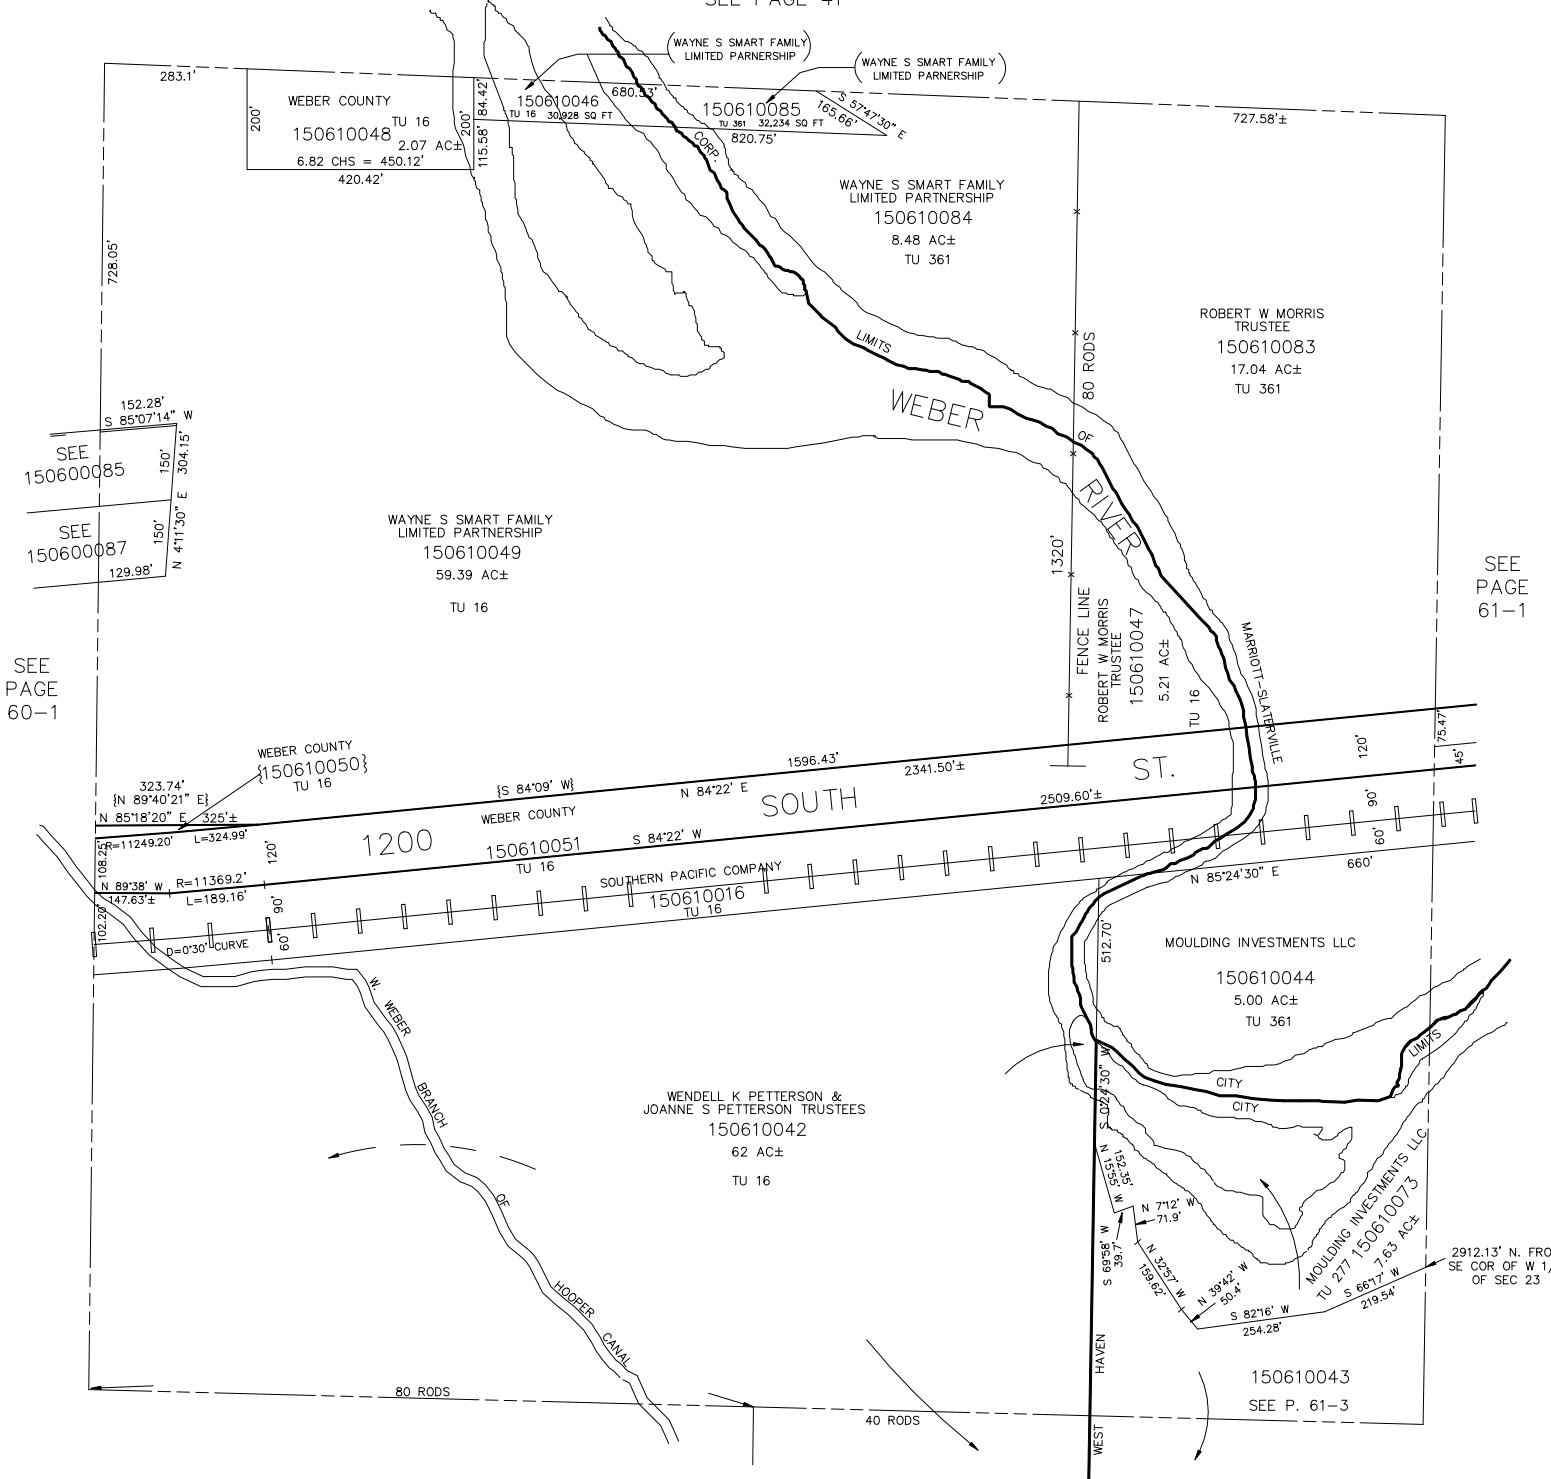 SEE PAGE 41
283.1'
200'
WEBER COUNTY
TU 16
150610048
2.07 AC±
6.82 CHS = 450.12'
420.42'
200'
84.42'
115.58'
(WAYNE S SMART FAMILY
LIMITED PARNERSHIP)
150610046
TU 16 30,928 SQ FT
680.53'
(WAYNE S SMART FAMILY
LIMITED PARNERSHIP)
150610085
TU 361 32,234 SQ FT
820.75'
S 57°47'30" E
165.66'
727.58'±
728.05'
CORP.
LIMITS
OF
MARRIOTT-SLATERVILLE
WAYNE S SMART FAMILY
LIMITED PARTNERSHIP
150610084
8.48 AC±
TU 361
80 RODS
1320'
FENCE LINE
ROBERT W MORRIS
TRUSTEE
150610083
17.04 AC±
TU 361
WEBER
RIVER
152.28'
S 85°07'14" W
SEE
150600085
150'
304.15'
N 4°11'30" E
SEE
150600087
150'
129.98'
WAYNE S SMART FAMILY
LIMITED PARTNERSHIP
150610049
59.39 AC±
TU 16
ROBERT W MORRIS
TRUSTEE
150610047
5.21 AC±
TU 16
SEE
PAGE
61-1
SEE
PAGE
60-1
WEBER COUNTY
{150610050}
TU 16
323.74'
{N 89°40'21" E}
N 85°18'20" E 325'±
R=11249.20' L=324.99'
108.25'
120'
{S 84°09' W}
1596.43'
N 84°22' E
2341.50'±
1200 SOUTH ST.
WEBER COUNTY
150610051
TU 16
S 84°22' W
2509.60'±
120'
75.47'
45'
90'
60'
N 89°38' W
147.63'±
R=11369.2'
L=189.16'
102.20'
90'
60'
D=0°30' CURVE
SOUTHERN PACIFIC COMPANY
150610016
TU 16
N 85°24'30" E
660'
512.70'
MOULDING INVESTMENTS LLC
150610044
5.00 AC±
TU 361
LIMITS
CITY
CITY
W. WEBER
BRANCH
OF
HOOPER
CANAL
WENDELL K PETTERSON &
JOANNE S PETTERSON TRUSTEES
150610042
62 AC±
TU 16
S 0°24'30" W
N 15°55' W
152.35'
S 69°58' W
39.7'
N 7°12' W
71.9'
N 32°57' W
159.62'
N 39°42' W
50.4'
S 82°16' W
254.28'
S 66°17' W
219.54'
MOULDING INVESTMENTS LLC
TU 277 150610073
7.63 AC±
2912.13' N. FRO
SE COR OF W 1/
OF SEC 23
150610043
SEE P. 61-3
WEST HAVEN
80 RODS
40 RODS